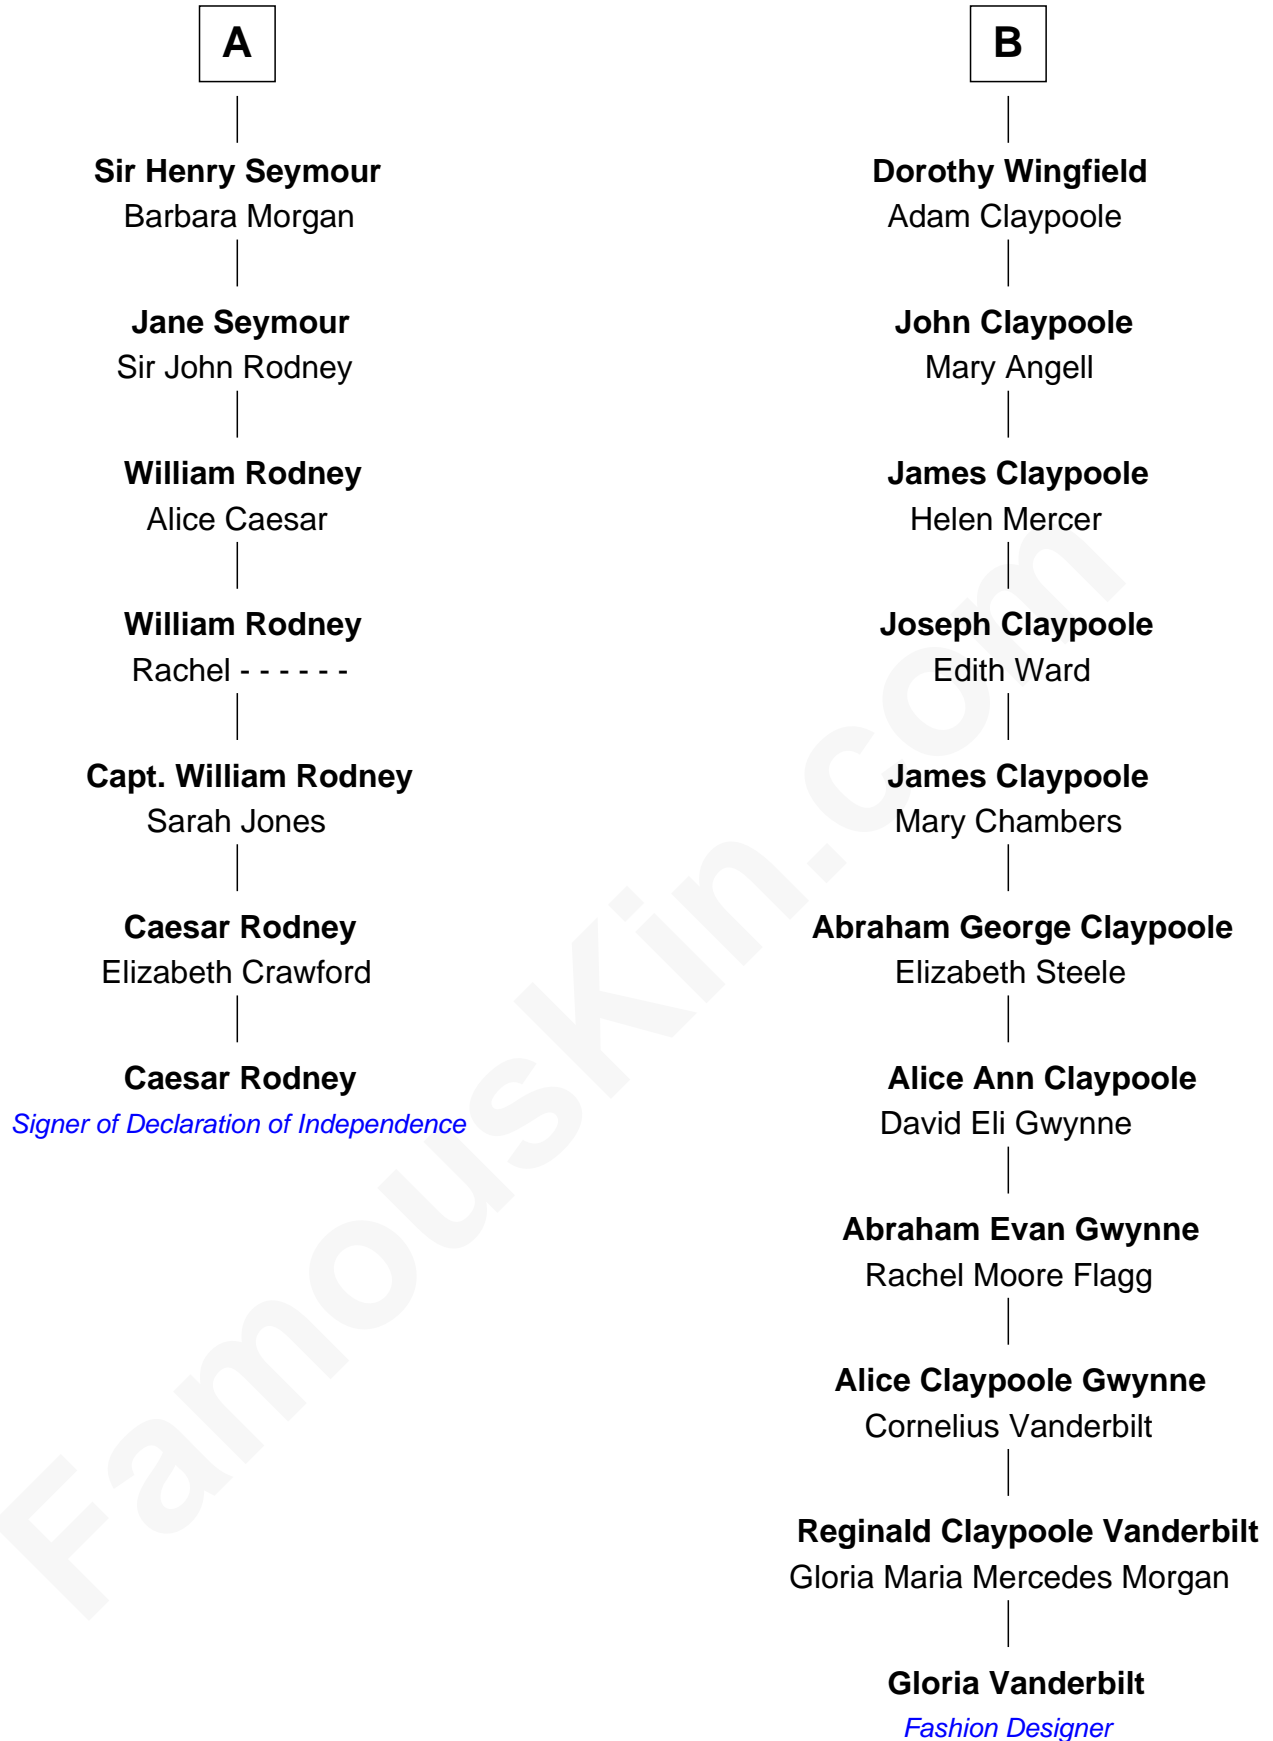 A
Sir Henry Seymour
Barbara Morgan
Jane Seymour
Sir John Rodney
William Rodney
Alice Caesar
William Rodney
Rachel - - - - - -
Capt. William Rodney
Sarah Jones
Caesar Rodney
Elizabeth Crawford
Caesar Rodney
Signer of Declaration of Independence
B
Dorothy Wingfield
Adam Claypoole
John Claypoole
Mary Angell
James Claypoole
Helen Mercer
Joseph Claypoole
Edith Ward
James Claypoole
Mary Chambers
Abraham George Claypoole
Elizabeth Steele
Alice Ann Claypoole
David Eli Gwynne
Abraham Evan Gwynne
Rachel Moore Flagg
Alice Claypoole Gwynne
Cornelius Vanderbilt
Reginald Claypoole Vanderbilt
Gloria Maria Mercedes Morgan
Gloria Vanderbilt
Fashion Designer
FamousKin.com